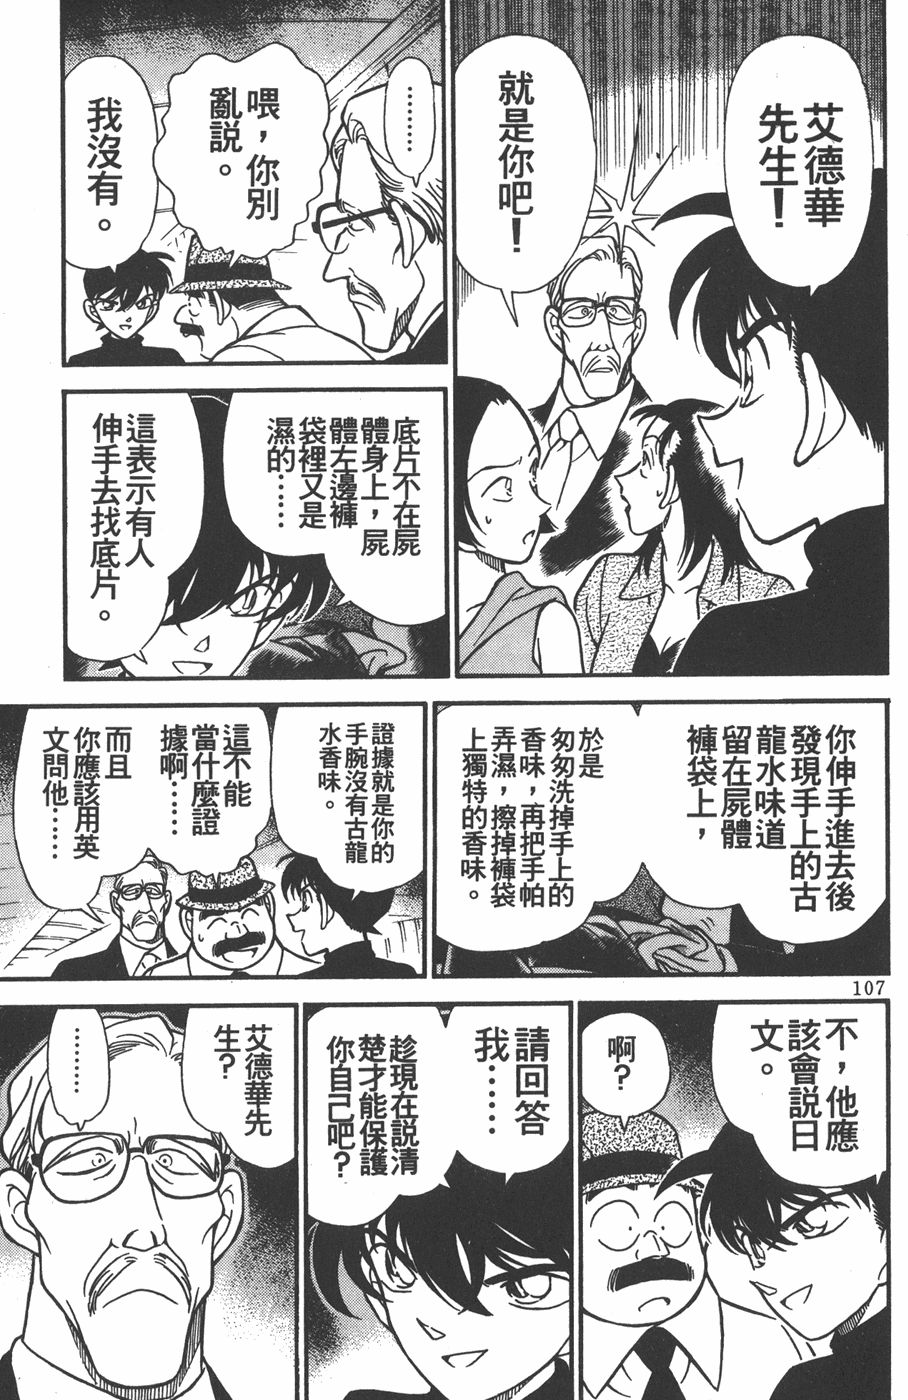 艾德華
先生！
就是你吧！
⋯⋯⋯
喂，你別
亂説。
我沒有。
底片不在屍
體身上，屍
體左邊褲
袋裡又是
濕的⋯⋯
這表示有人
伸手去找底片。
你伸手進去後
發現手上的古
龍水味道
留在屍體
褲袋上，
於是
匆匆洗掉手上的
香味，再把手帕
弄濕，擦掉褲袋
上獨特的香味。
證據就是你的
手腕沒有古龍
水香味。
這不能
當什麼證
據啊⋯⋯
而且
你應該用英
文問他⋯⋯
107
不，他應
該會説日
文。
啊？
請回答
我⋯⋯
趁現在説清
楚才能保護
你自己吧？
艾德華先
生？
⋯⋯⋯